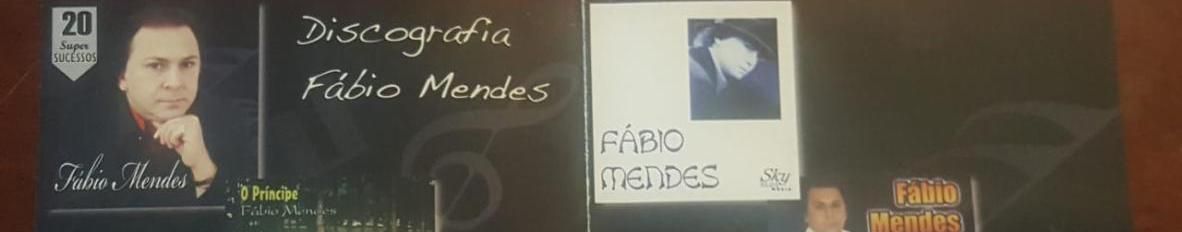 20
Super
SUCESSOS
Fábio Mendes
Discografia
Fábio Mendes
O Príncipe
Fábio Mendes
FÁBIO
MENDES
Sky
Fábio
Mendes